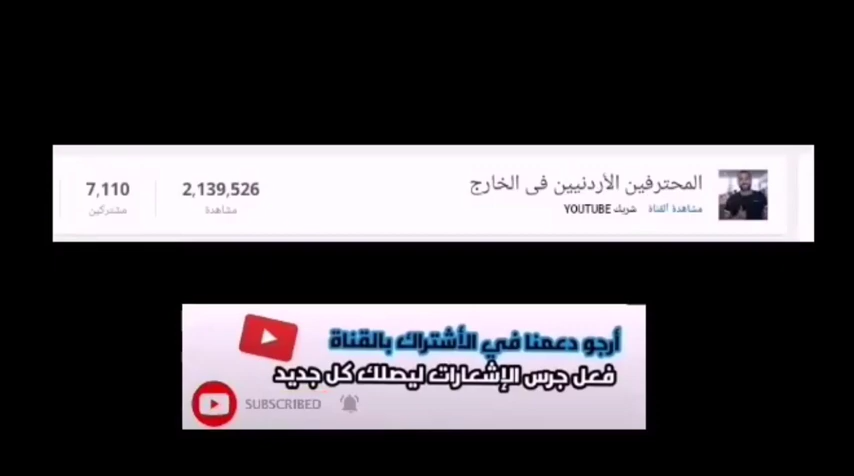 المحترفين الأردنيين فى الخارج
مشاهدة القناة شريك YOUTUBE
2,139,526
مشاهدة
7,110
مشتركين
أرجو دعمنا في الأشتراك بالقناة
فعل جرس الإشعارات ليصلك كل جديد
SUBSCRIBED